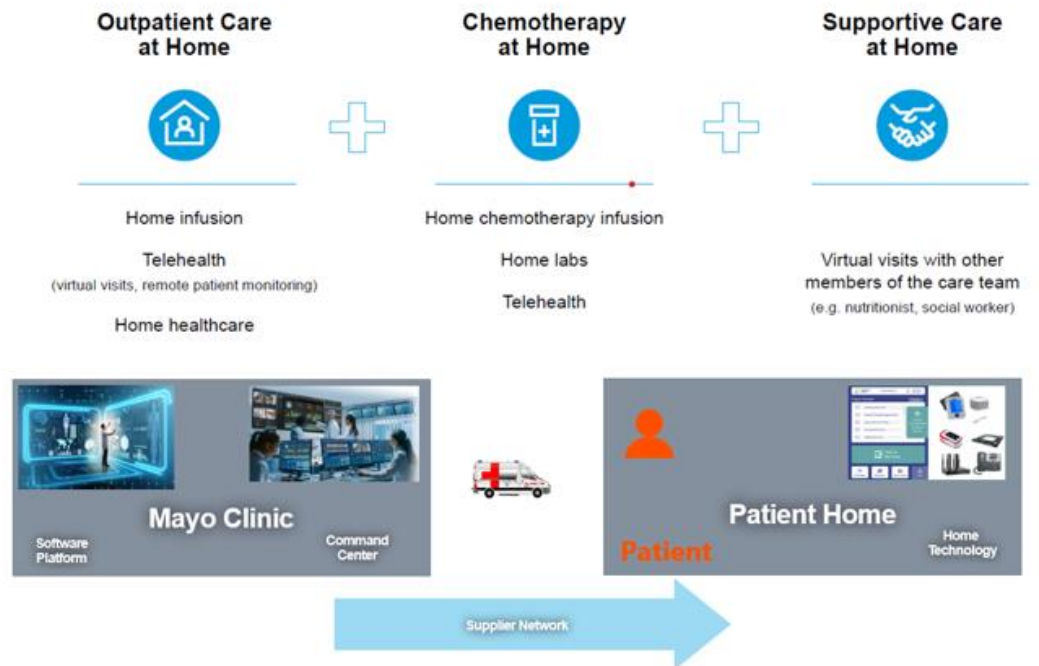 Outpatient Care
at Home
Chemotherapy
at Home
Supportive Care
at Home
Home infusion
Telehealth
(virtual visits, remote patient monitoring)
Home healthcare
Home chemotherapy infusion
Home labs
Telehealth
Virtual visits with other
members of the care team
(e.g. nutritionist, social worker)
Mayo Clinic
Software
Platform
Command
Center
Patient
Patient Home
Home
Technology
Supplier Network